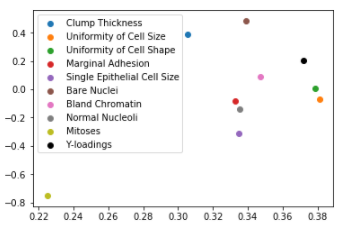 Clump Thickness
Uniformity of Cell Size
Uniformity of Cell Shape
Marginal Adhesion
Single Epithelial Cell Size
Bare Nuclei
Bland Chromatin
Normal Nucleoli
Mitoses
Y-loadings
0.4
0.2
0.0
−0.2
−0.4
−0.6
−0.8
0.22 0.24 0.26 0.28 0.30 0.32 0.34 0.36 0.38